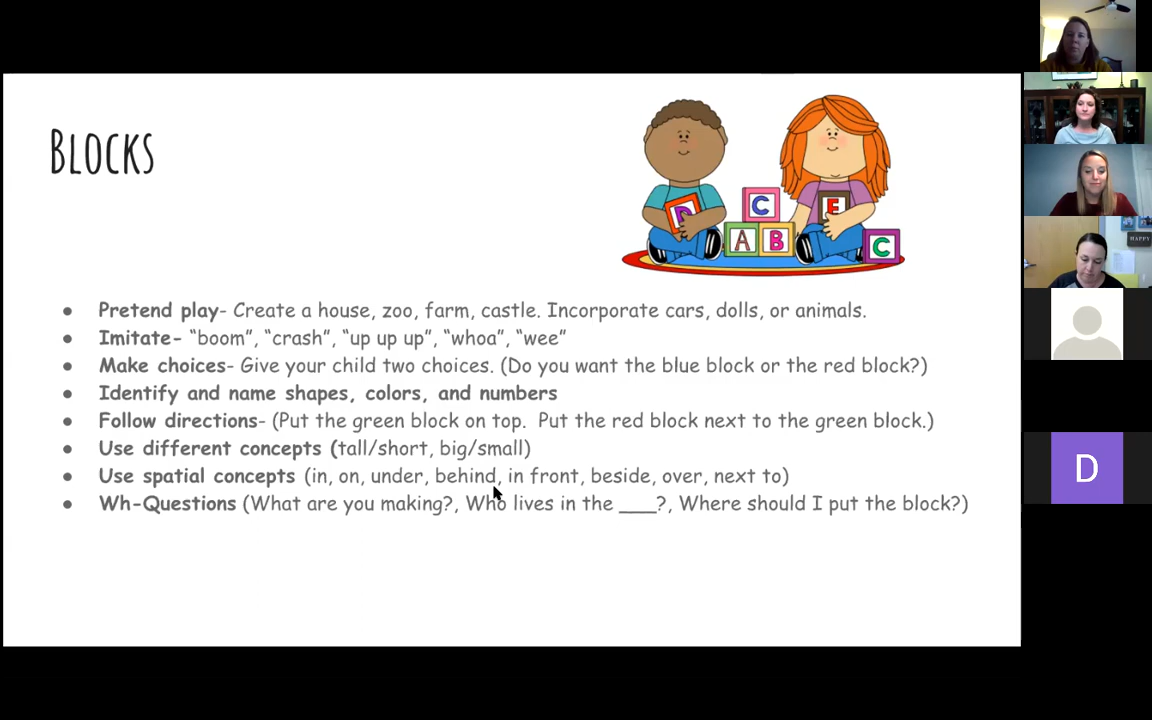 BLOCKS
D
C
E
A
B
C
HAPPY
● Pretend play- Create a house, zoo, farm, castle. Incorporate cars, dolls, or animals.
● Imitate- “boom”, “crash”, “up up up”, “whoa”, “wee”
● Make choices- Give your child two choices. (Do you want the blue block or the red block?)
● Identify and name shapes, colors, and numbers
● Follow directions- (Put the green block on top. Put the red block next to the green block.)
● Use different concepts (tall/short, big/small)
● Use spatial concepts (in, on, under, behind, in front, beside, over, next to)
● Wh-Questions (What are you making?, Who lives in the ___?, Where should I put the block?)
D